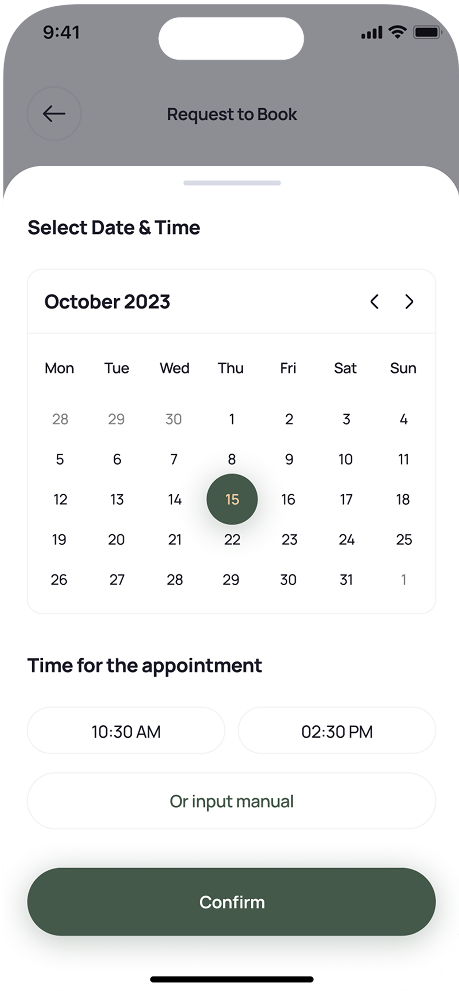 9:41
Request to Book
Select Date & Time
October 2023
Mon Tue Wed Thu Fri Sat Sun
28 29 30 1 2 3 4
5 6 7 8 9 10 11
12 13 14 15 16 17 18
19 20 21 22 23 24 25
26 27 28 29 30 31 1
Time for the appointment
10:30 AM 02:30 PM
Or input manual
Confirm